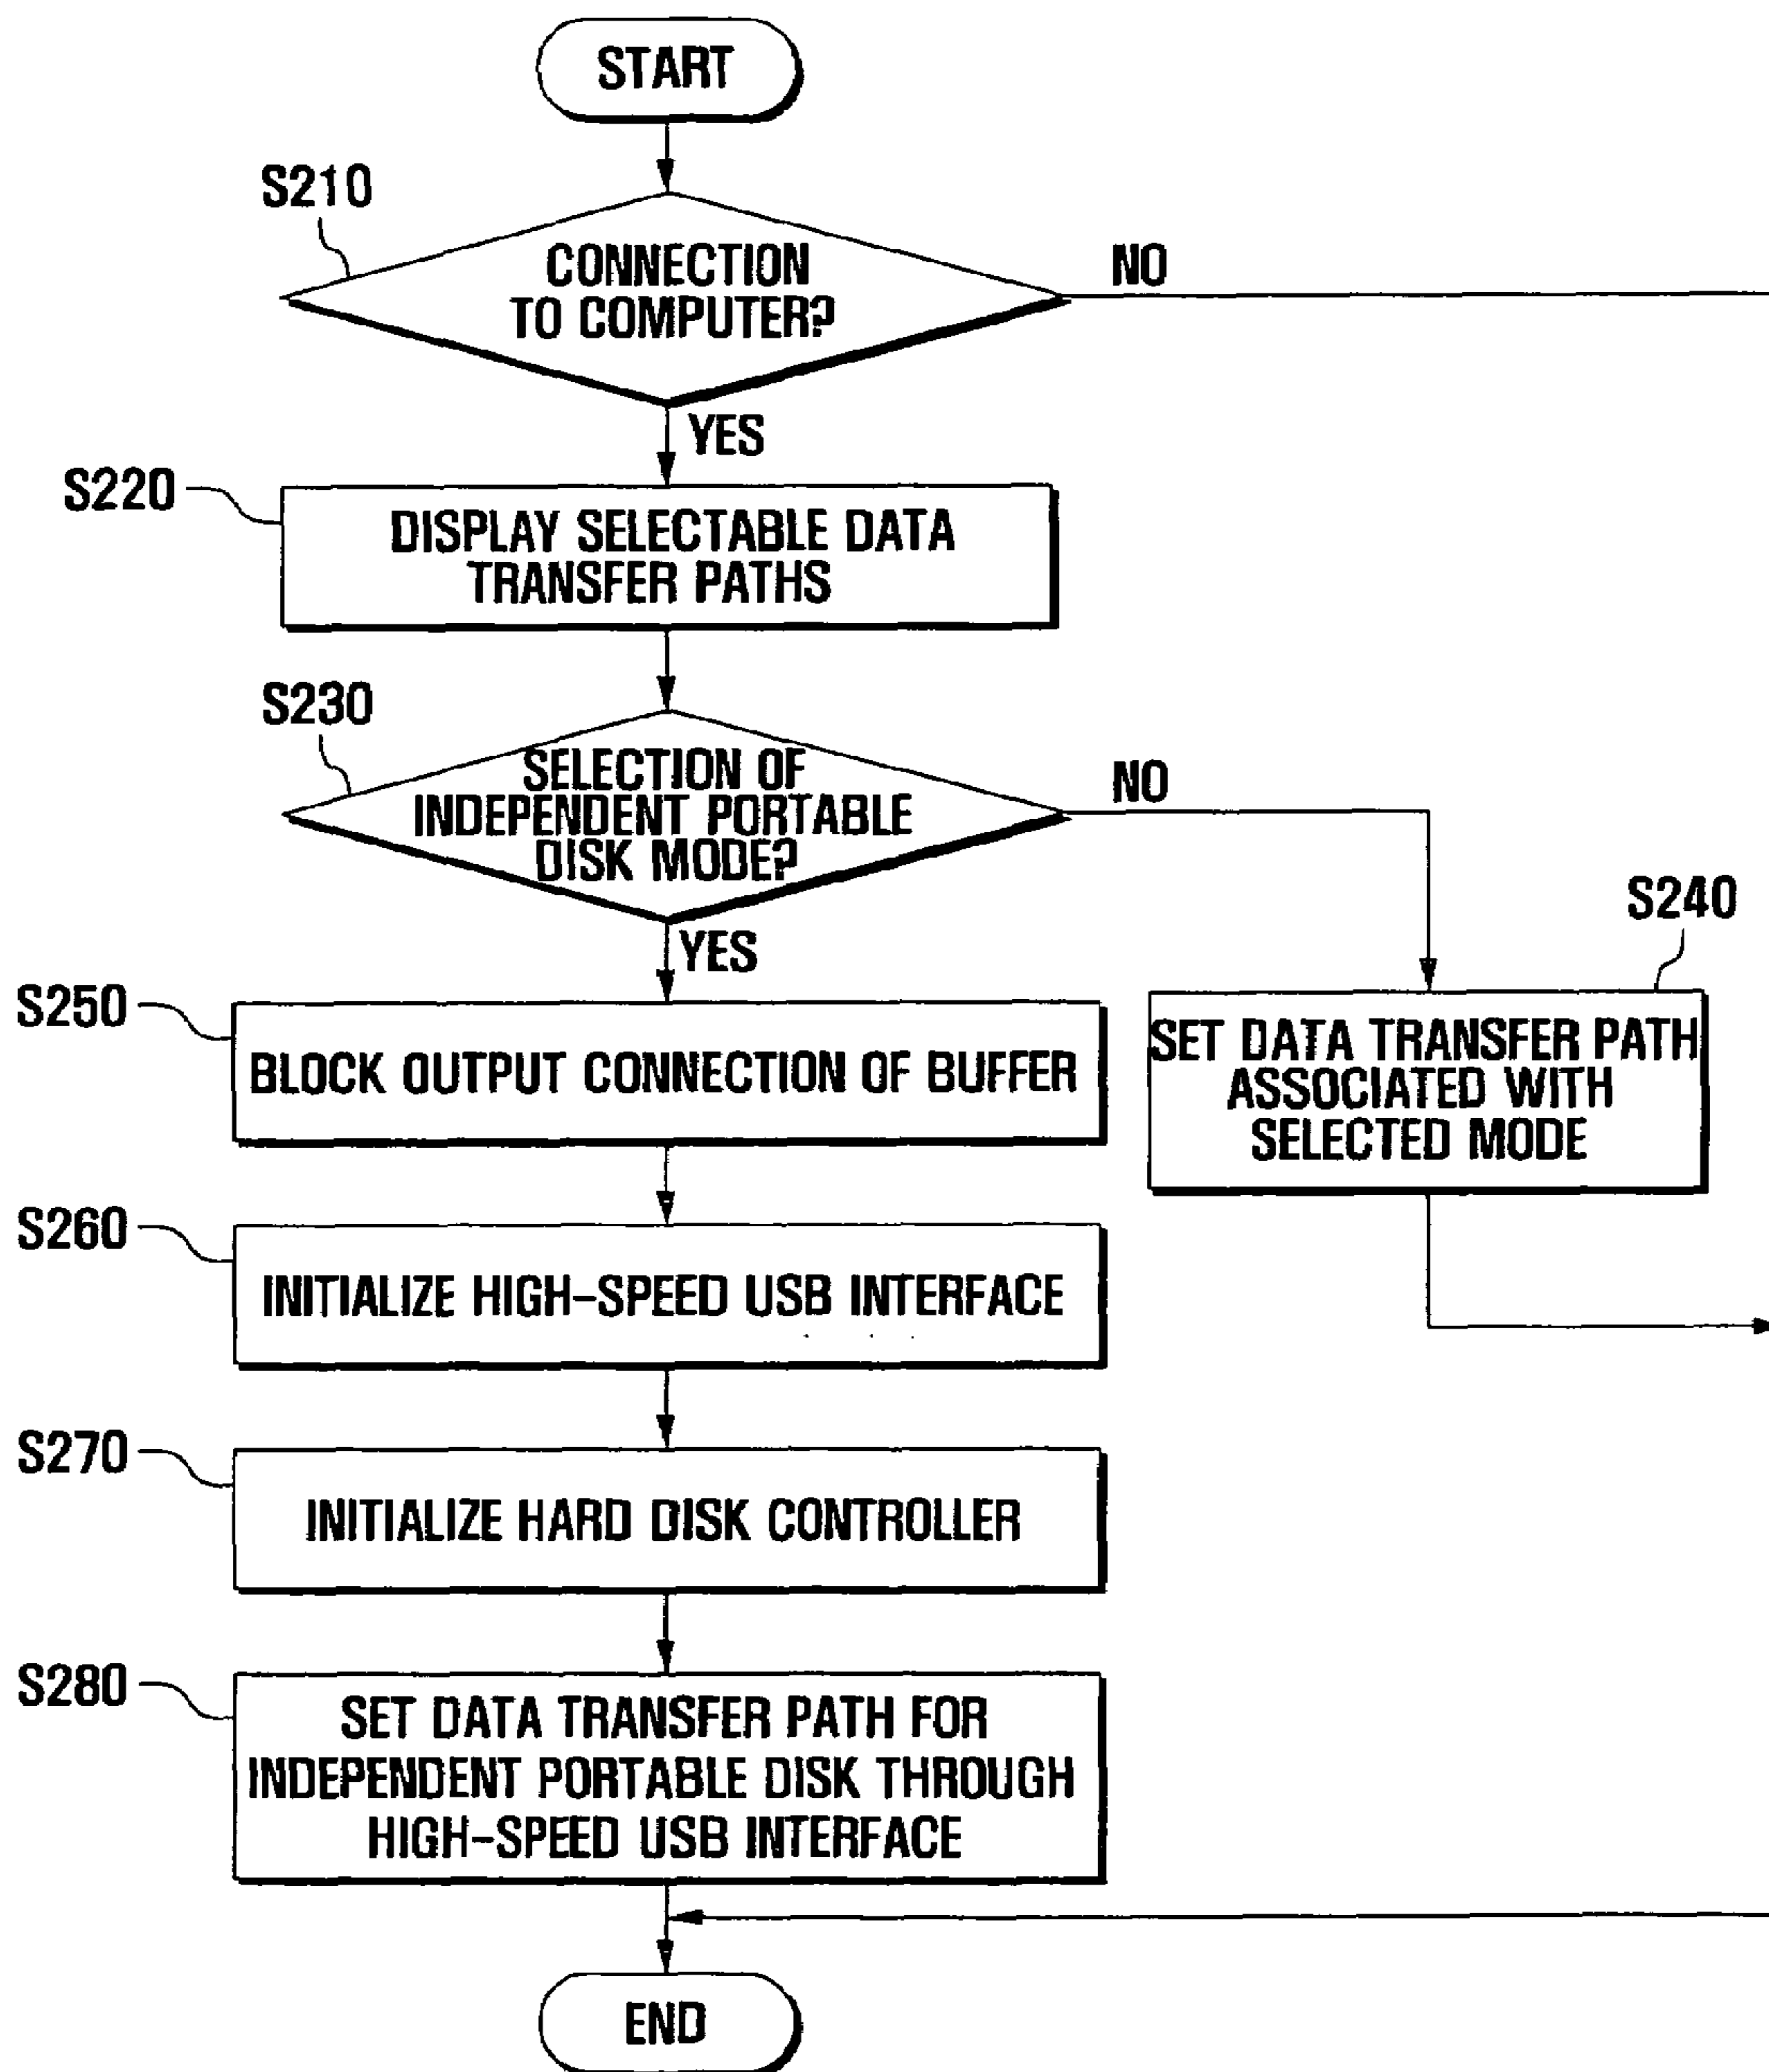 START
S210
CONNECTION
TO COMPUTER?
NO
YES
S220
DISPLAY SELECTABLE DATA
TRANSFER PATHS
S230
SELECTION OF
INDEPENDENT PORTABLE
DISK MODE?
NO
YES
S240
SET DATA TRANSFER PATH
ASSOCIATED WITH
SELECTED MODE
S250
BLOCK OUTPUT CONNECTION OF BUFFER
S260
INITIALIZE HIGH-SPEED USB INTERFACE
S270
INITIALIZE HARD DISK CONTROLLER
S280
SET DATA TRANSFER PATH FOR
INDEPENDENT PORTABLE DISK THROUGH
HIGH-SPEED USB INTERFACE
END